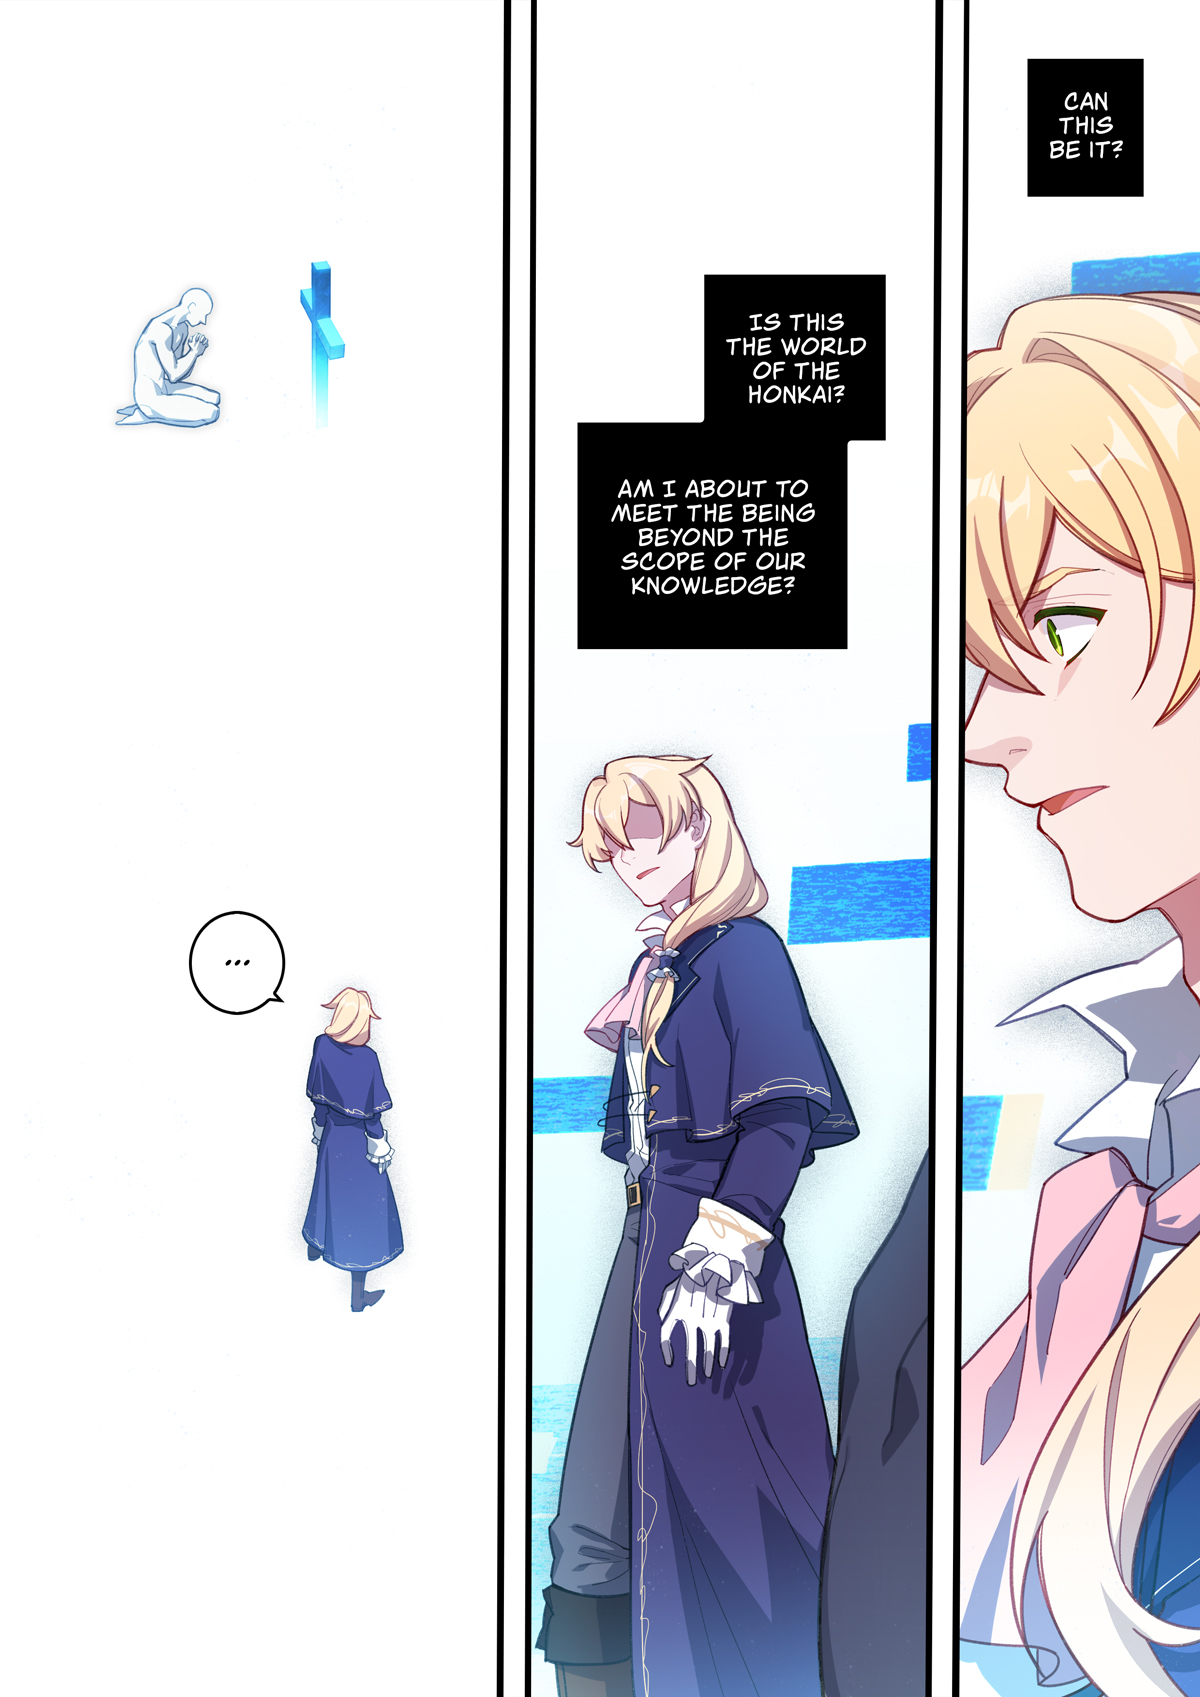 CAN
THIS
BE IT?
IS THIS
THE WORLD
OF THE
HONKAI?
AM I ABOUT TO
MEET THE BEING
BEYOND THE
SCOPE OF OUR
KNOWLEDGE?
...